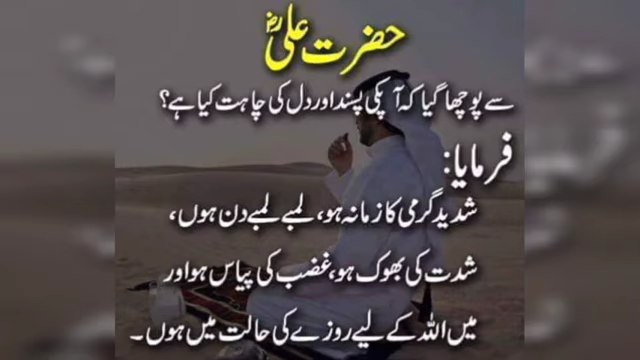 حضرت علیؓ
سے پوچھا گیا کہ آپکی پسند اور دل کی چاہت کیا ہے؟
فرمایا:
شدید گرمی کا زمانہ ہو، لمبے لمبے دن ہوں،
شدت کی بھوک ہو، غضب کی پیاس ہو اور
میں اللہ کے لیے روزے کی حالت میں ہوں۔